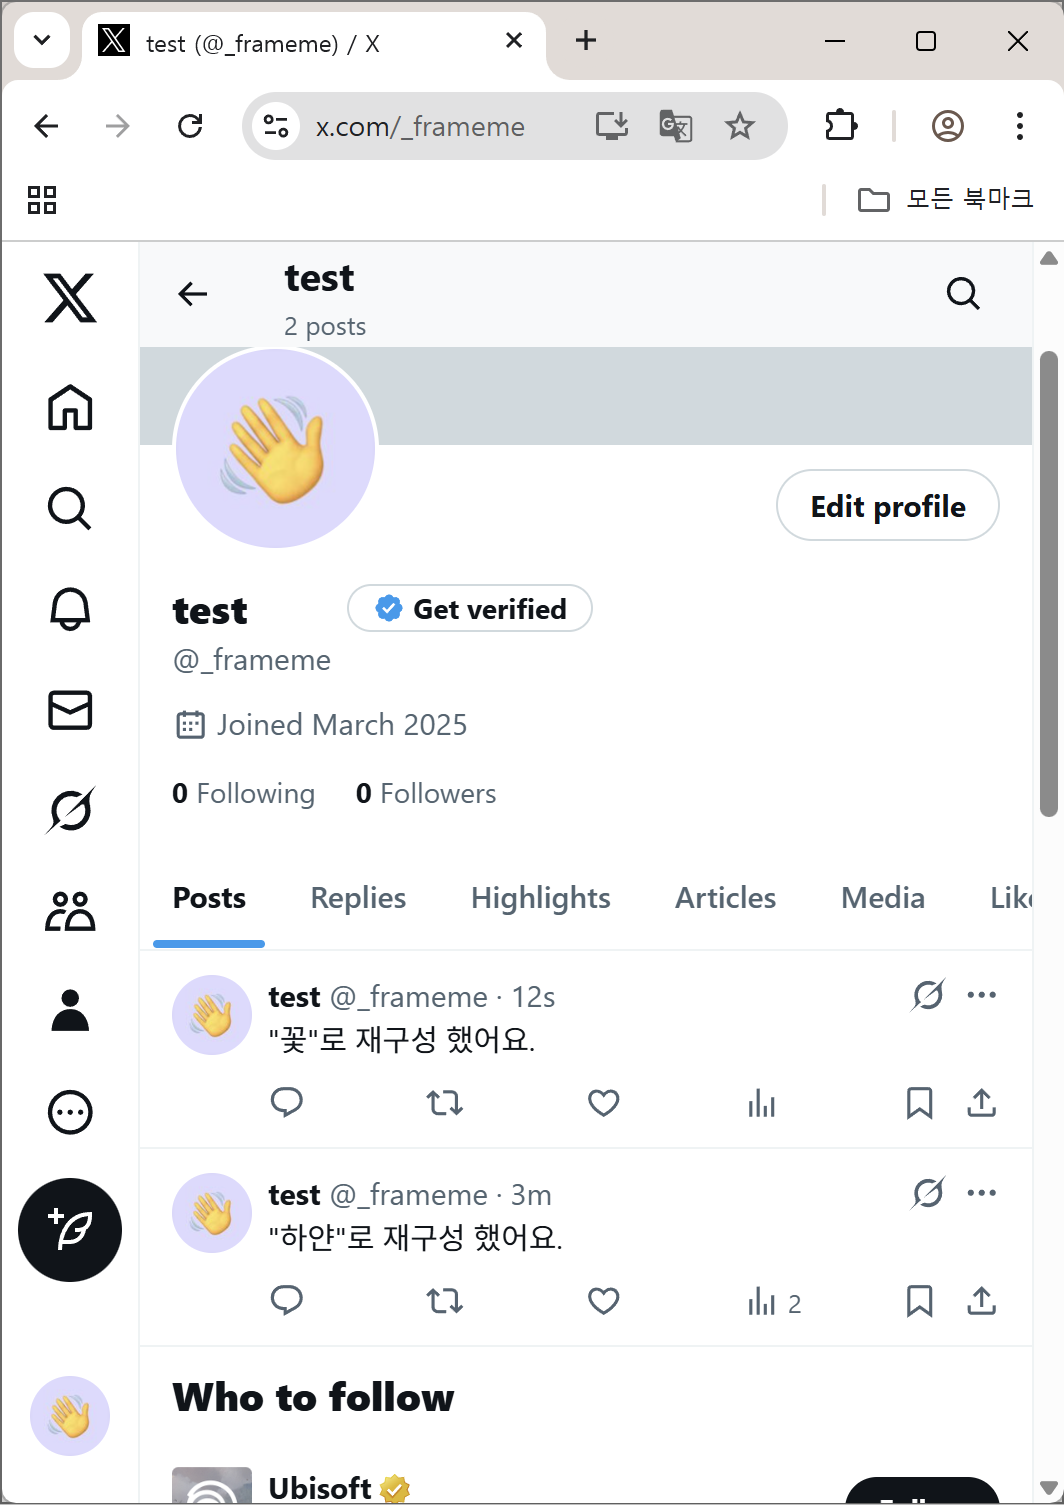 test (@_frameme) / X
x.com/_frameme
모든 북마크
test
2 posts
Edit profile
test
Get verified
@_frameme
Joined March 2025
0 Following 0 Followers
Posts Replies Highlights Articles Media
test @_frameme · 12s
"꽃"로 재구성 했어요.
test @_frameme · 3m
"하얀"로 재구성 했어요.
2
Who to follow
Ubisoft